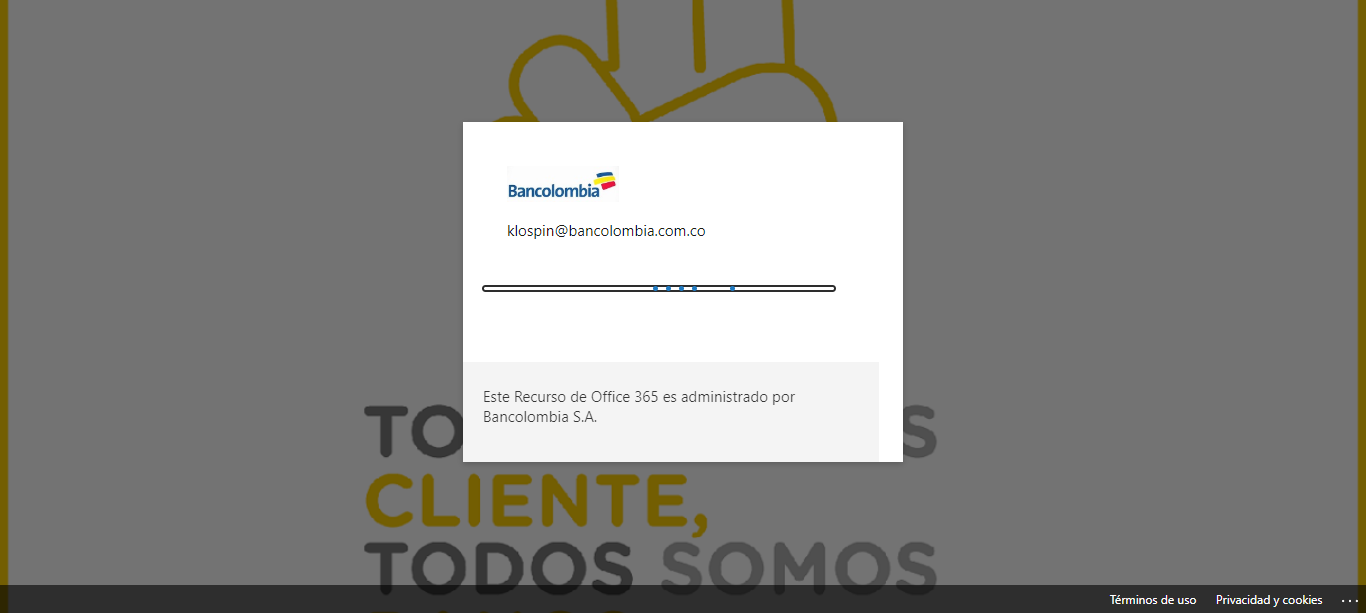 Bancolombia
klospin@bancolombia.com.co
Este Recurso de Office 365 es administrado por
Bancolombia S.A.
TO S
CLIENTE,
TODOS SOMOS
Términos de uso Privacidad y cookies ...